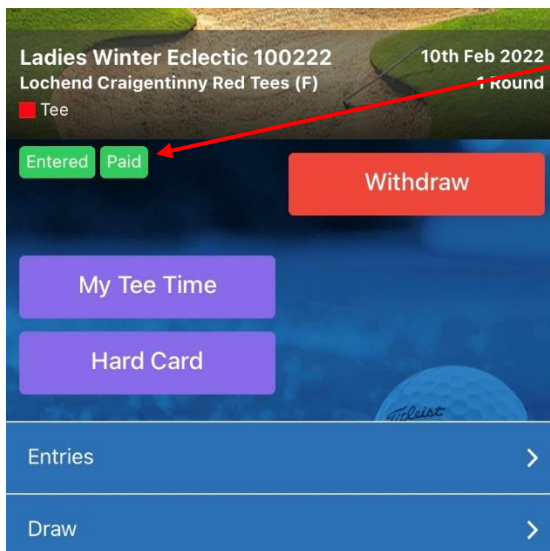 Ladies Winter Eclectic 100222 10th Feb 2022
Lochend Craigentinny Red Tees (F) 1 Round
Tee
Entered Paid
Withdraw
My Tee Time
Hard Card
Titleist
Entries
Draw